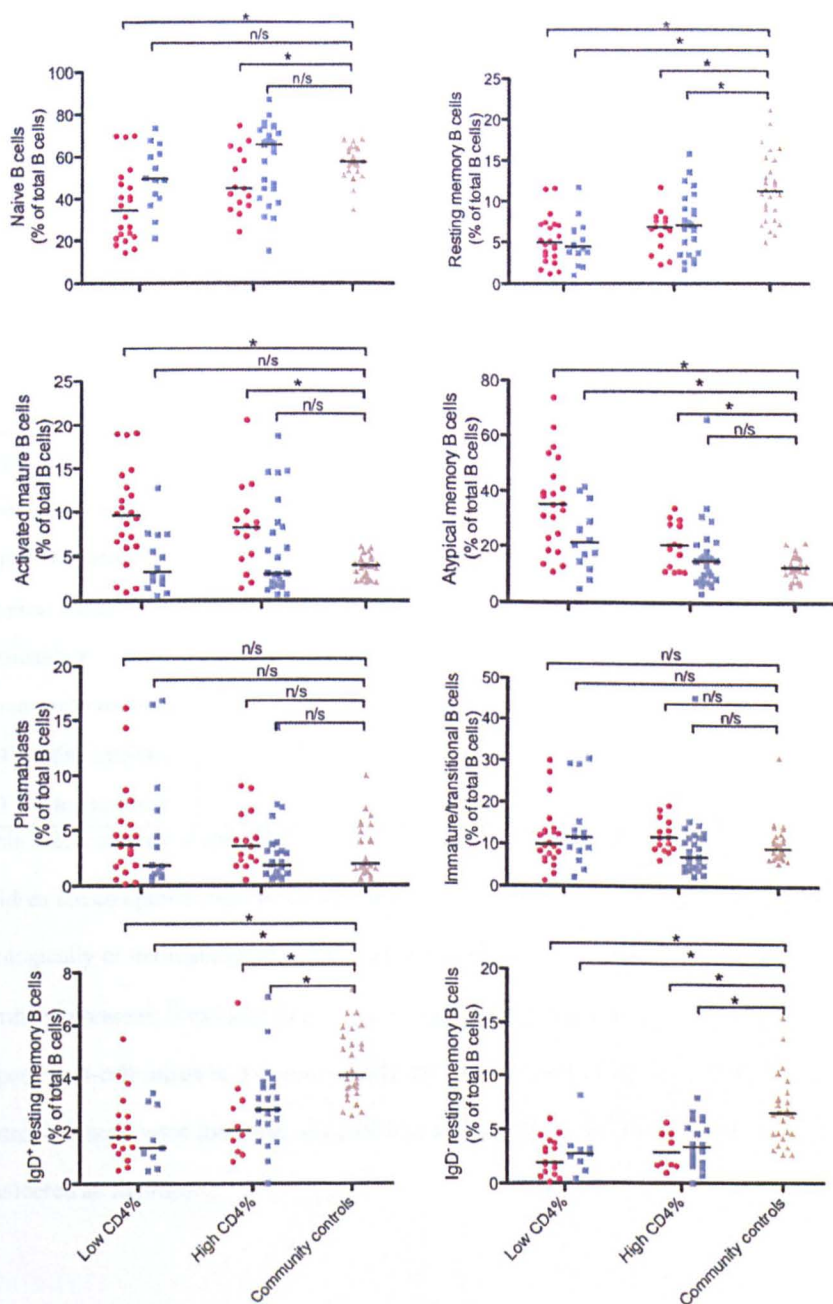 * n/s * n/s
Naive B cells
(% of total B cells)
100
80
60
40
20
0
* * * *
Resting memory B cells
(% of total B cells)
25
20
15
10
5
0
* n/s * n/s
Activated mature B cells
(% of total B cells)
25
20
15
10
5
0
* * * n/s
Atypical memory B cells
(% of total B cells)
80
60
40
20
0
n/s n/s n/s n/s
Plasmablasts
(% of total B cells)
20
15
10
5
0
n/s n/s n/s n/s
Immature/transitional B cells
(% of total B cells)
50
40
30
20
10
0
* * * *
IgD⁺ resting memory B cells
(% of total B cells)
8
6
4
2
0
Low CD4%
High CD4%
Community controls
* * * *
IgD⁻ resting memory B cells
(% of total B cells)
20
15
10
5
0
Low CD4%
High CD4%
Community controls